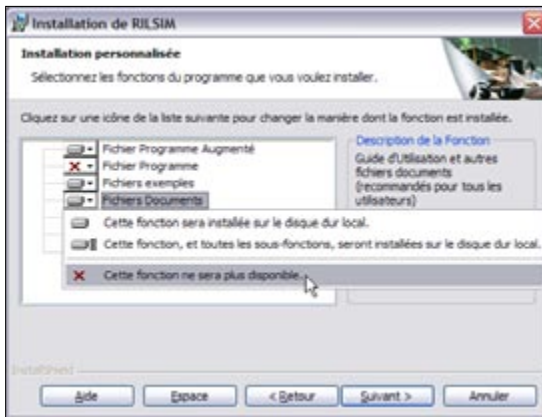 Installation de RILSIM
Installation personnalisée
Sélectionnez les fonctions du programme que vous voulez installer.
Cliquez sur une icône de la liste suivante pour changer la manière dont la fonction est installée.
Fichier Programme Augmenté
Fichier Programme
Fichiers exemples
Fichiers Documents
Description de la Fonction
Guide d'Utilisation et autres
fichiers documents
(recommandés pour tous les
utilisateurs)
Cette fonction sera installée sur le disque dur local.
Cette fonction, et toutes les sous-fonctions, seront installées sur le disque dur local.
Cette fonction ne sera plus disponible.
InstallShield
Aide
Espace
< Retour
Suivant >
Annuler